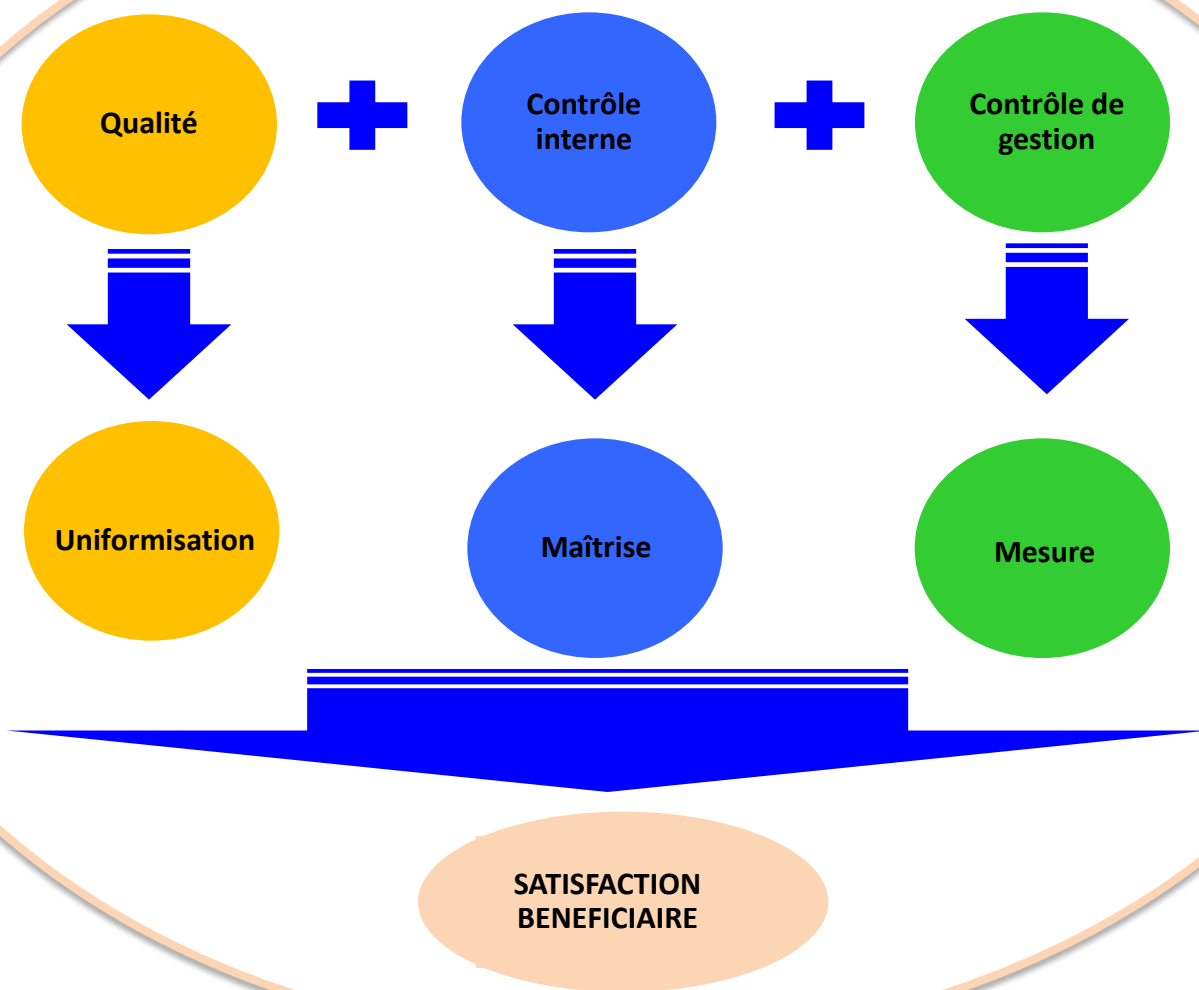 Qualité
Contrôle
interne
Contrôle de
gestion
Uniformisation
Maîtrise
Mesure
SATISFACTION
BENEFICIAIRE